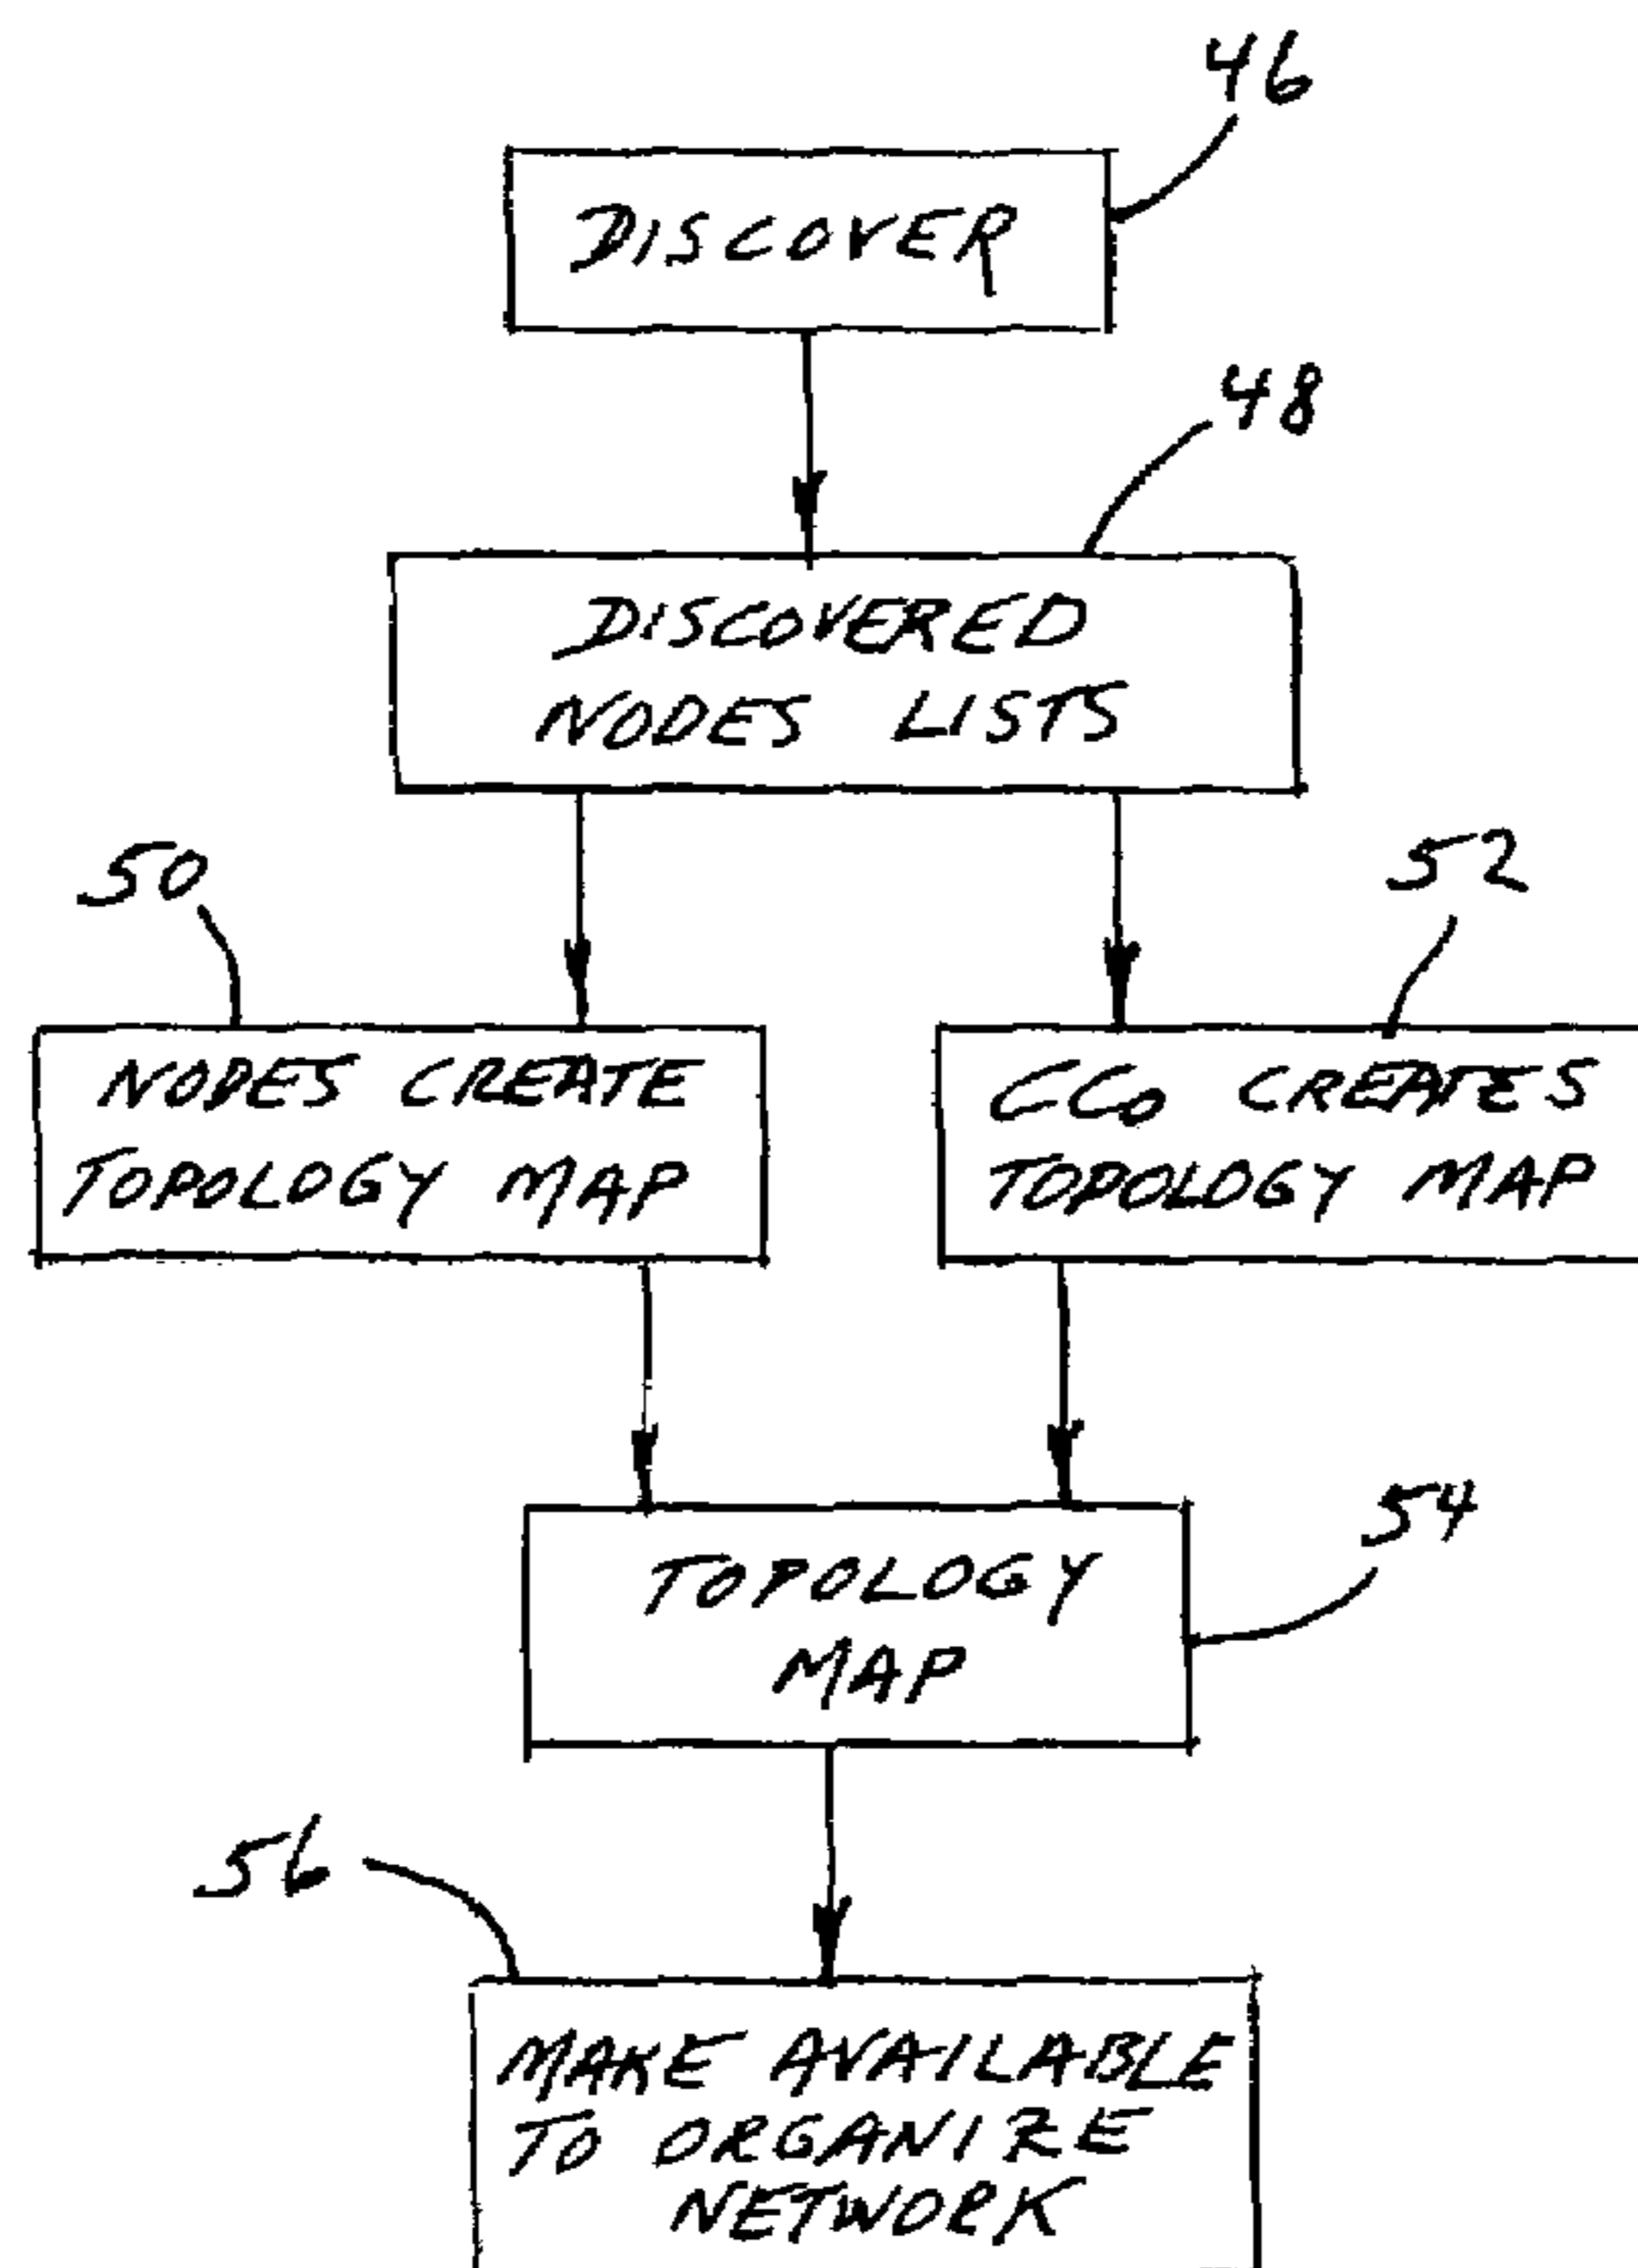 46
DISCOVER
48
DISCOVERED
NODES LISTS
50
52
NODES CREATE
TOPOLOGY MAP
CCo CREATES
TOPOLOGY MAP
54
TOPOLOGY
MAP
56
MAKE AVAILABLE
TO ORGANIZE
NETWORK